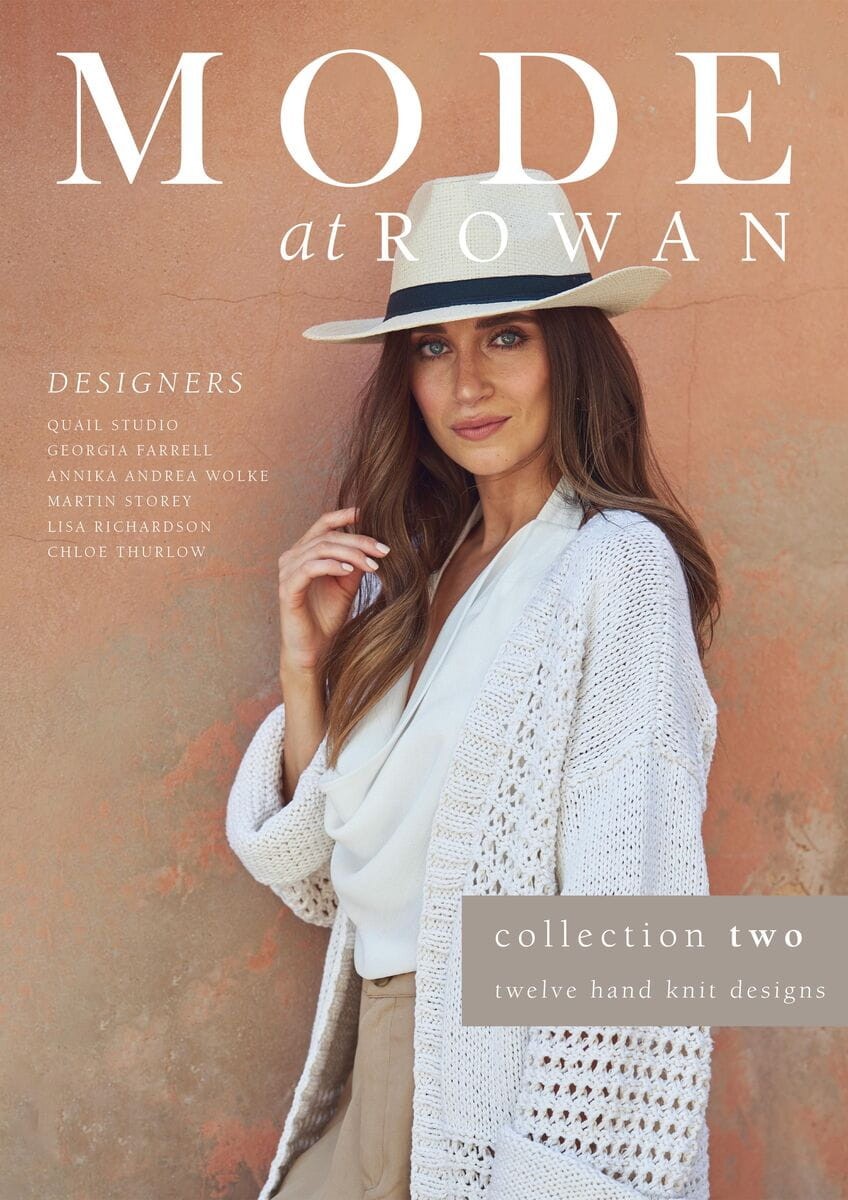 MODE
at ROWAN
DESIGNERS
QUAIL STUDIO
GEORGIA FARRELL
ANNIKA ANDREA WOLKE
MARTIN STOREY
LISA RICHARDSON
CHLOE THURLOW
collection two
twelve hand knit designs